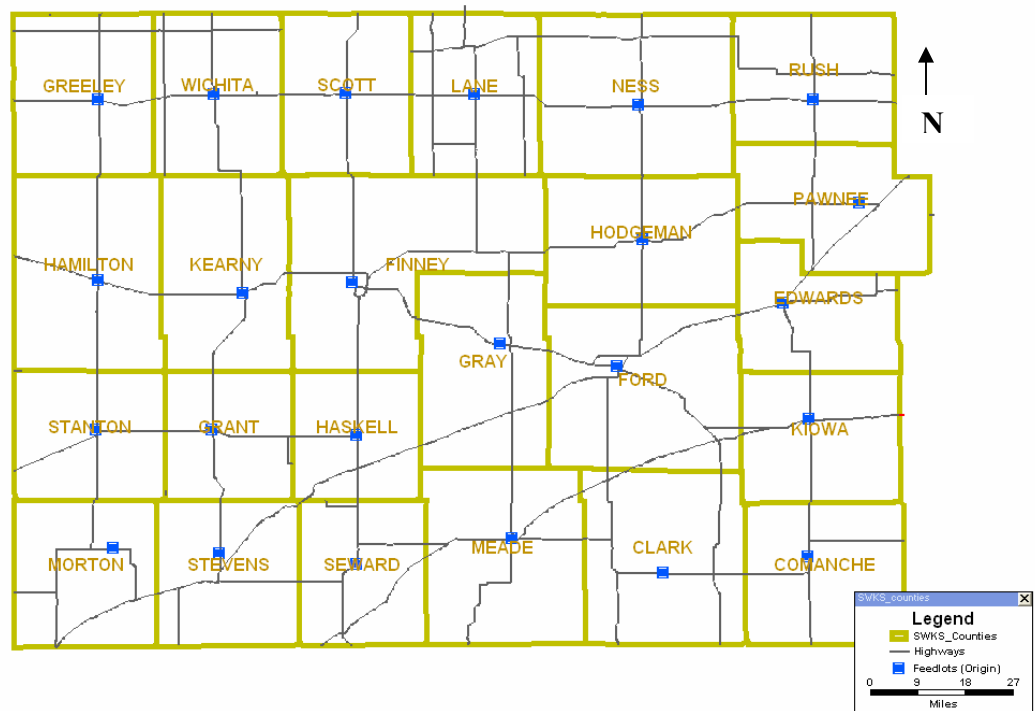 GREELEY
WICHITA
SCOTT
LANE
NESS
RUSH
N
PAWNEE
HAMILTON
KEARNY
FINNEY
HODGEMAN
EDWARDS
GRAY
FORD
STANTON
GRANT
HASKELL
KIOWA
MORTON
STEVENS
SEWARD
MEADE
CLARK
COMANCHE
SWKS_counties
Legend
SWKS_Counties
Highways
Feedlots (Origin)
0 9 18 27
Miles